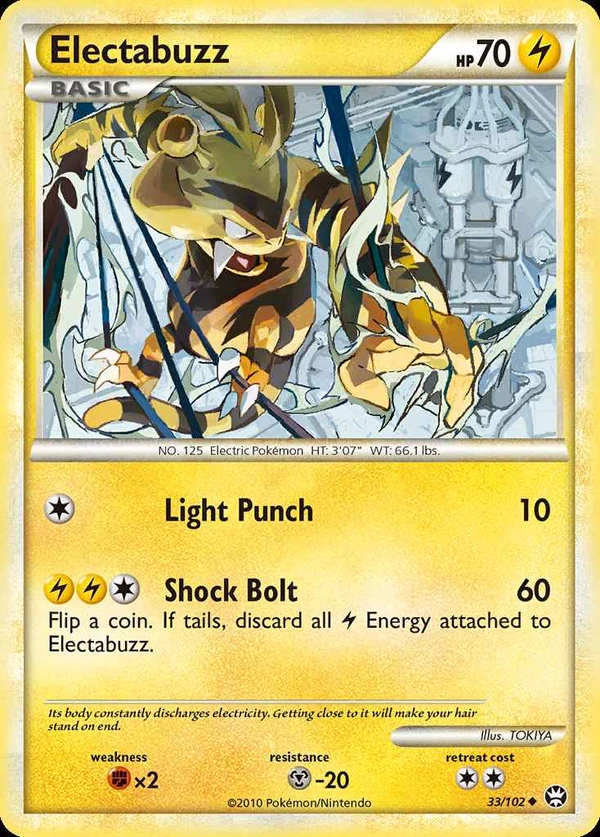 Electabuzz
HP 70
BASIC
NO. 125 Electric Pokémon HT: 3'07" WT: 66.1 lbs.
Light Punch 10
Shock Bolt 60
Flip a coin. If tails, discard all Energy attached to
Electabuzz.
Its body constantly discharges electricity. Getting close to it will make your hair
stand on end.
Illus. TOKIYA
weakness resistance retreat cost
×2 -20
©2010 Pokémon/Nintendo 33/102